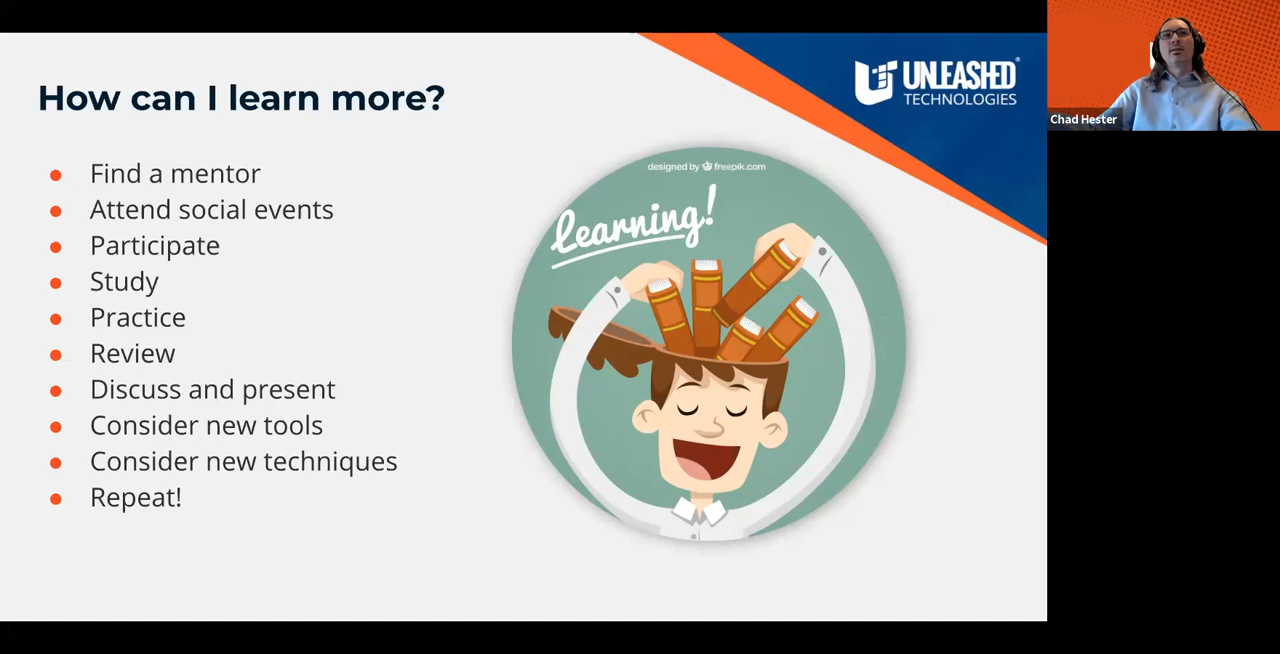 How can I learn more?
Find a mentor
Attend social events
Participate
Study
Practice
Review
Discuss and present
Consider new tools
Consider new techniques
Repeat!
designed by freepik.com
Learning!
UNLEASHED®
TECHNOLOGIES
Chad Hester